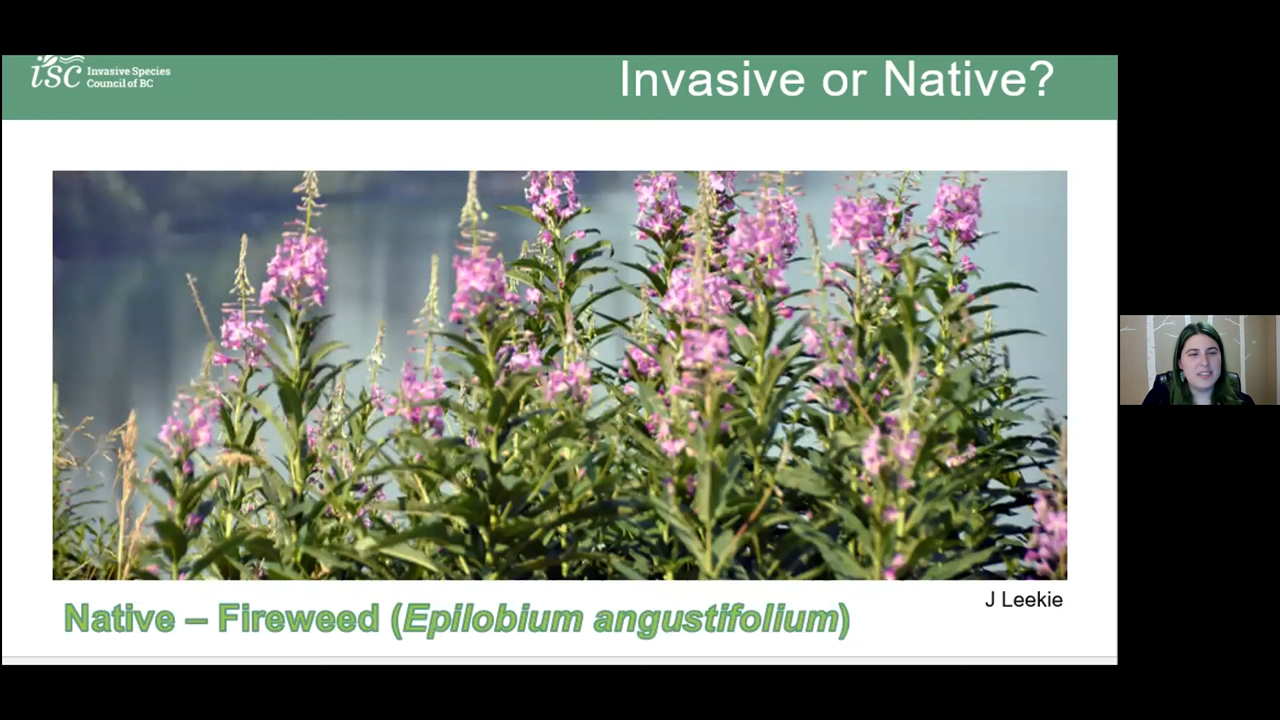 isc Invasive Species
Council of BC
Invasive or Native?
J Leekie
Native – Fireweed (Epilobium angustifolium)